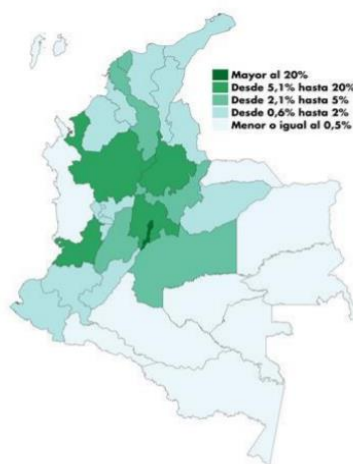 Mayor al 20%
Desde 5,1% hasta 20%
Desde 2,1% hasta 5%
Desde 0,6% hasta 2%
Menor o igual al 0,5%